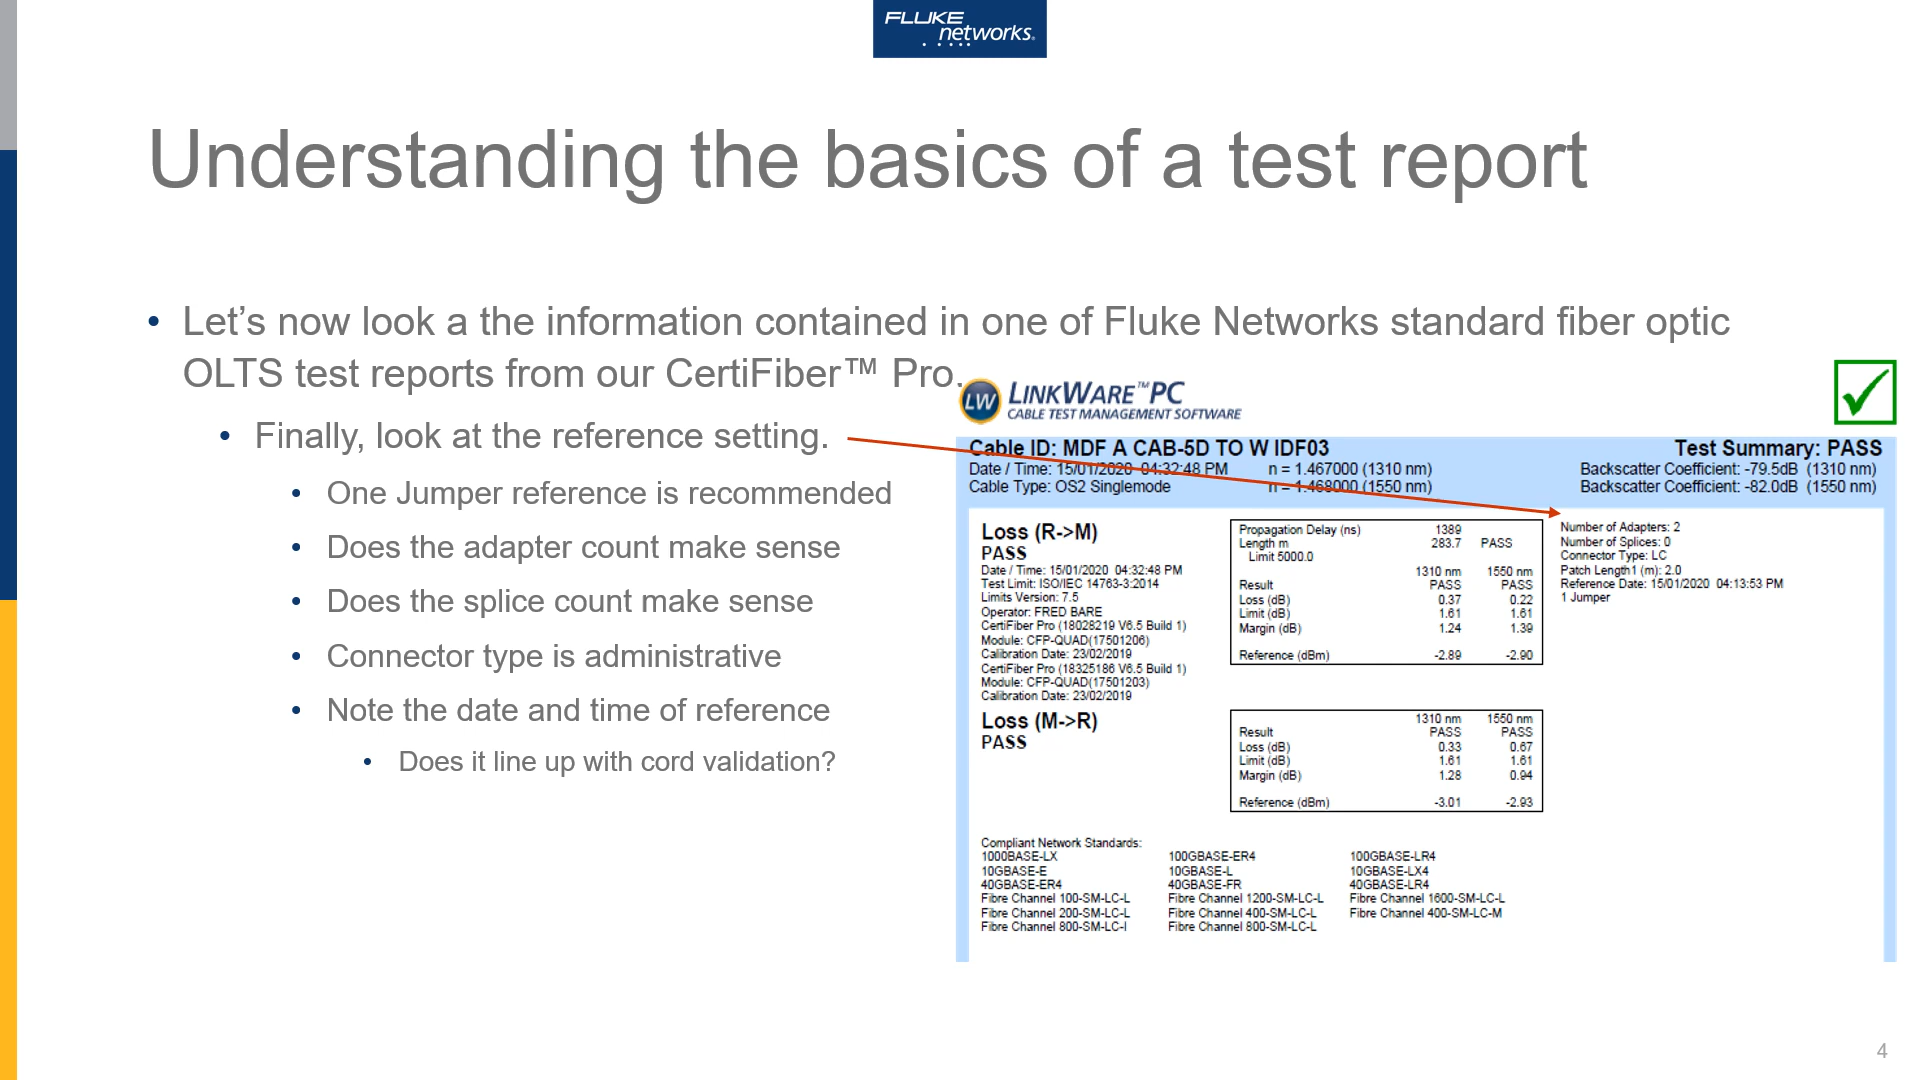 FLUKE
networks®
Understanding the basics of a test report
• Let’s now look a the information contained in one of Fluke Networks standard fiber optic
OLTS test reports from our CertiFiber™ Pro.
• Finally, look at the reference setting.
• One Jumper reference is recommended
• Does the adapter count make sense
• Does the splice count make sense
• Connector type is administrative
• Note the date and time of reference
• Does it line up with cord validation?
LW LINKWARE™PC
CABLE TEST MANAGEMENT SOFTWARE
Cable ID: MDF A CAB-5D TO W IDF03 Test Summary: PASS
Date / Time: 15/01/2020 04:32:48 PM n = 1.467000 (1310 nm) Backscatter Coefficient: -79.5dB (1310 nm)
Cable Type: OS2 Singlemode n = 1.468000 (1550 nm) Backscatter Coefficient: -82.0dB (1550 nm)
Loss (R->M)
PASS
Date / Time: 15/01/2020 04:32:48 PM
Test Limit: ISO/IEC 14763-3:2014
Limits Version: 7.5
Operator: FRED BARE
CertiFiber Pro (18028219 V6.5 Build 1)
Module: CFP-QUAD(17501206)
Calibration Date: 23/02/2019
CertiFiber Pro (18325186 V6.5 Build 1)
Module: CFP-QUAD(17501203)
Calibration Date: 23/02/2019
Propagation Delay (ns) 1389
Length m 283.7 PASS
Limit 5000.0
1310 nm 1550 nm
Result PASS PASS
Loss (dB) 0.37 0.22
Limit (dB) 1.61 1.61
Margin (dB) 1.24 1.39
Reference (dBm) -2.89 -2.90
Number of Adapters: 2
Number of Splices: 0
Connector Type: LC
Patch Length1 (m): 2.0
Reference Date: 15/01/2020 04:13:53 PM
1 Jumper
Loss (M->R)
PASS
1310 nm 1550 nm
Result PASS PASS
Loss (dB) 0.33 0.67
Limit (dB) 1.61 1.61
Margin (dB) 1.28 0.94
Reference (dBm) -3.01 -2.93
Compliant Network Standards:
1000BASE-LX 100GBASE-ER4 100GBASE-LR4
10GBASE-E 10GBASE-L 10GBASE-LX4
40GBASE-ER4 40GBASE-FR 40GBASE-LR4
Fibre Channel 100-SM-LC-L Fibre Channel 1200-SM-LC-L Fibre Channel 1600-SM-LC-L
Fibre Channel 200-SM-LC-L Fibre Channel 400-SM-LC-L Fibre Channel 400-SM-LC-M
Fibre Channel 800-SM-LC-I Fibre Channel 800-SM-LC-L
4